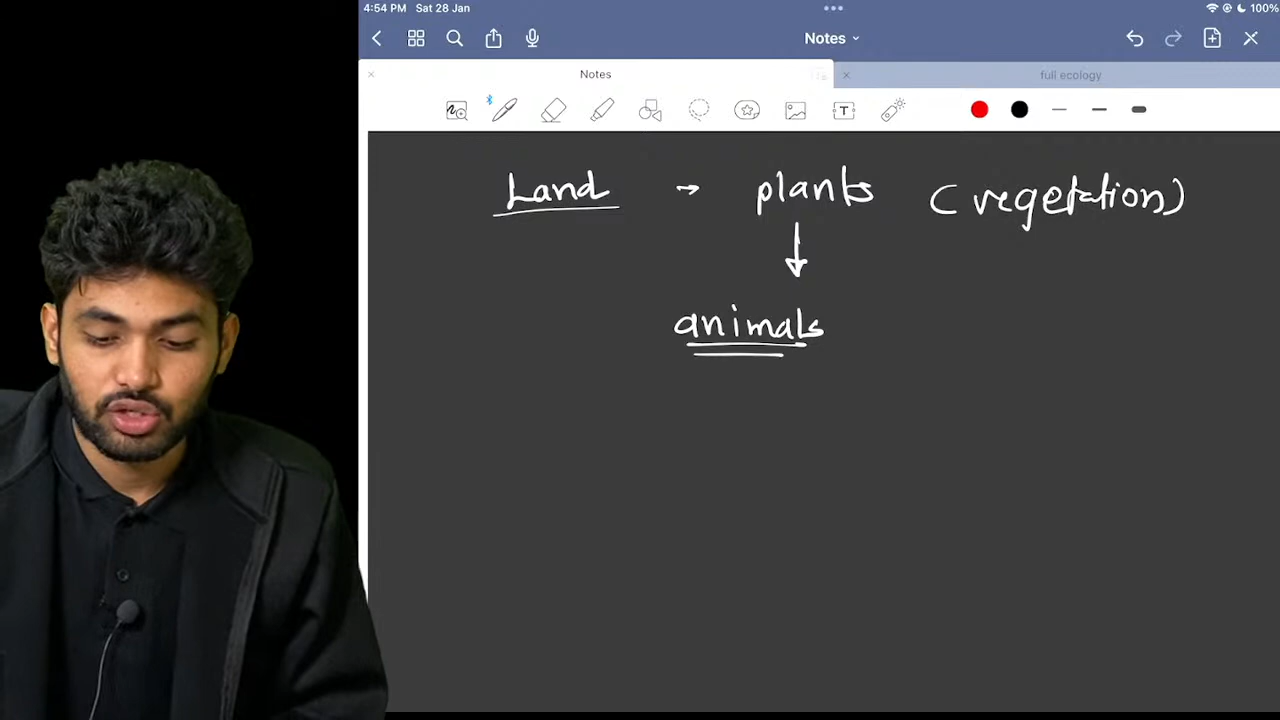 4:54 PM Sat 28 Jan 100%
Notes
Notes full ecology
T
Land → plants (vegetation)
↓
animals